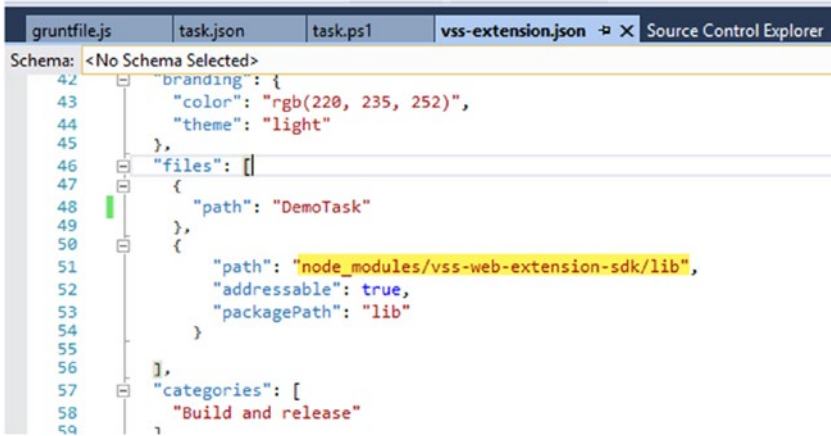 gruntfile.js task.json task.ps1 vss-extension.json Source Control Explorer
Schema: <No Schema Selected>
42 "branding": {
43 "color": "rgb(220, 235, 252)",
44 "theme": "light"
45 },
46 "files": [
47 {
48 "path": "DemoTask"
49 },
50 {
51 "path": "node_modules/vss-web-extension-sdk/lib",
52 "addressable": true,
53 "packagePath": "lib"
54 }
55
56 ],
57 "categories": [
58 "Build and release"
59 ]